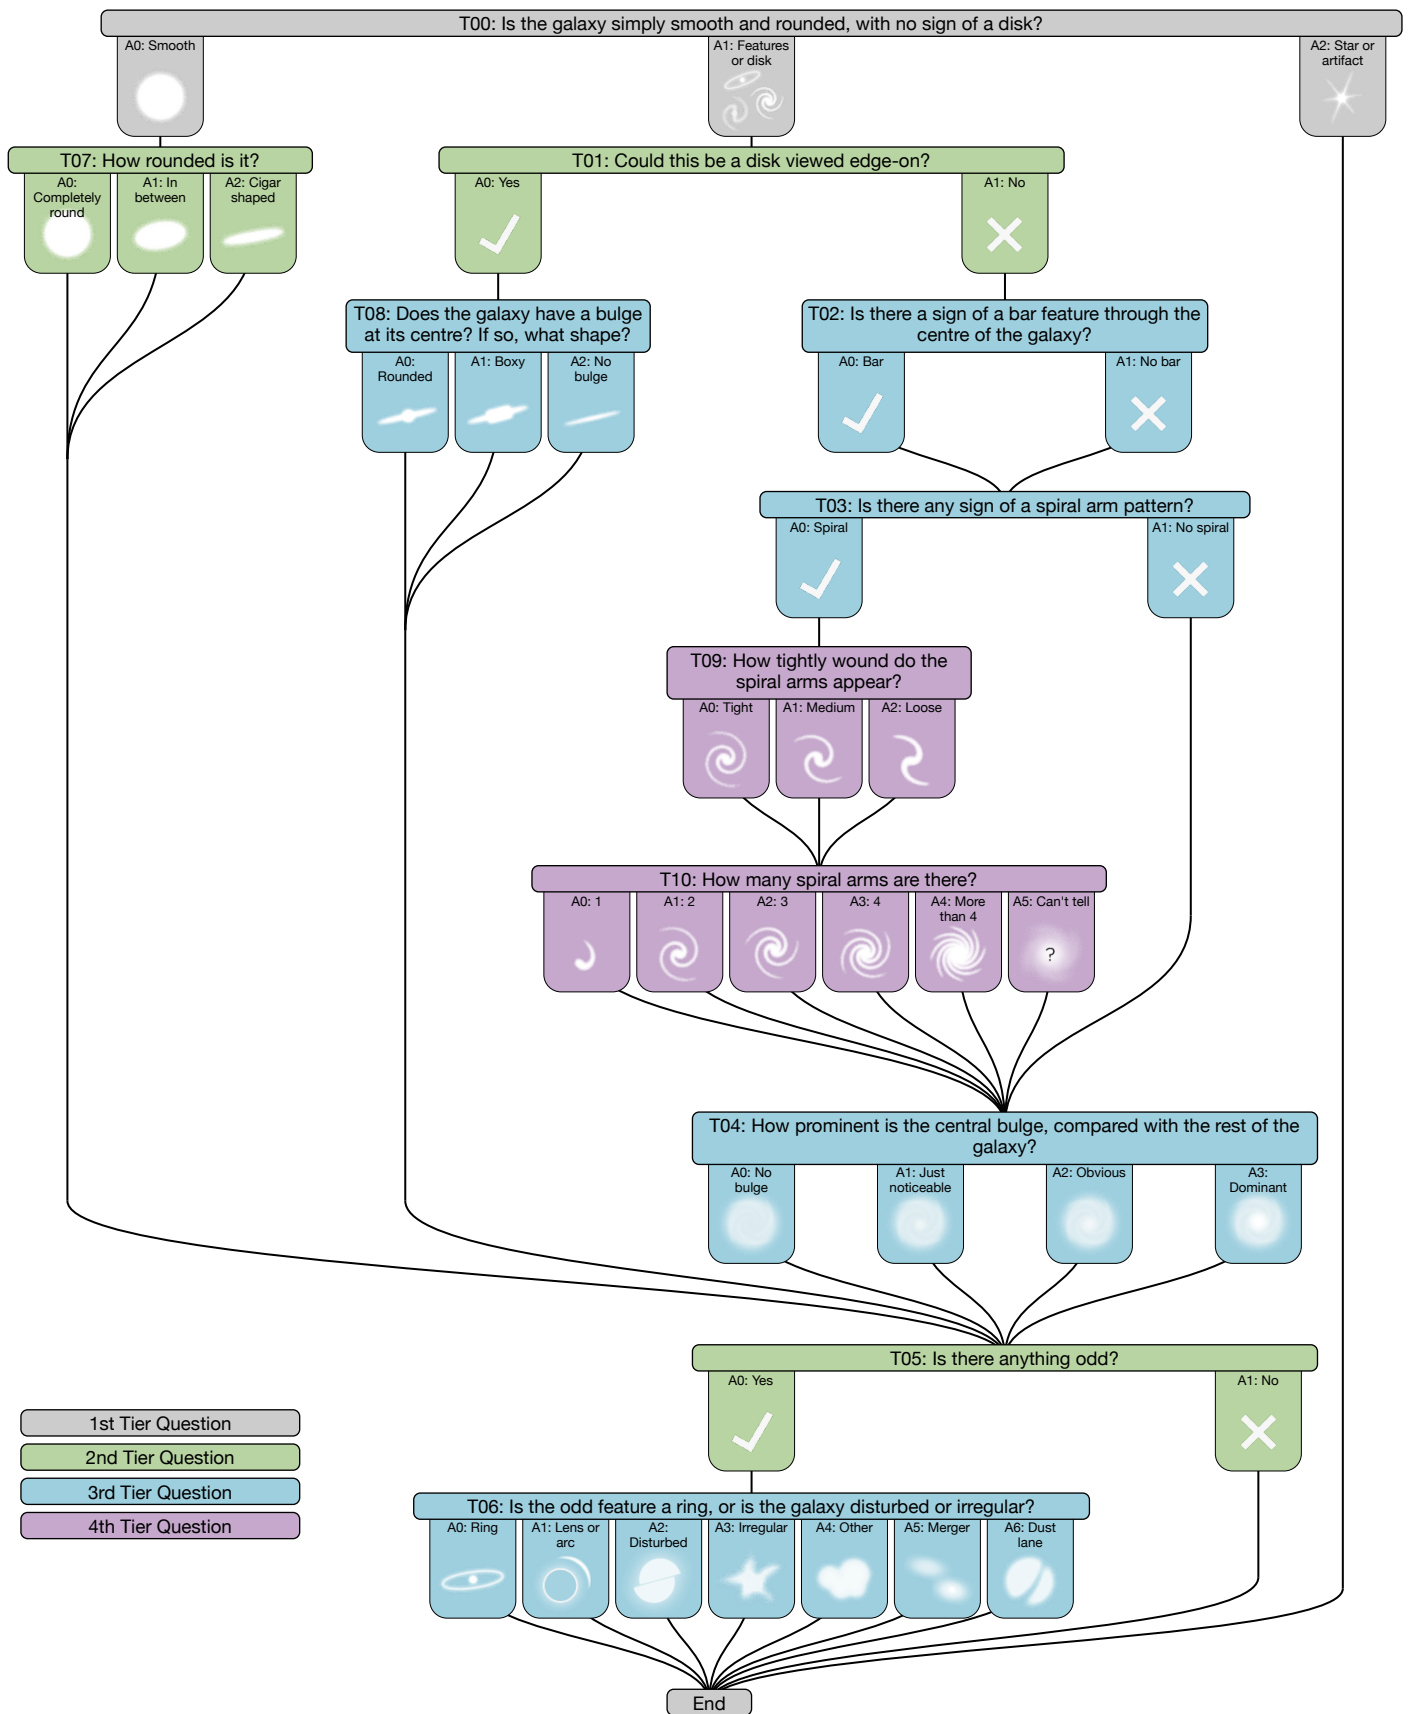 T00: Is the galaxy simply smooth and rounded, with no sign of a disk?
A0: Smooth
A1: Features
or disk
A2: Star or
artifact
T07: How rounded is it?
A0:
Completely
round
A1: In
between
A2: Cigar
shaped
T01: Could this be a disk viewed edge-on?
A0: Yes
A1: No
T08: Does the galaxy have a bulge
at its centre? If so, what shape?
A0:
Rounded
A1: Boxy
A2: No
bulge
T02: Is there a sign of a bar feature through the
centre of the galaxy?
A0: Bar
A1: No bar
T03: Is there any sign of a spiral arm pattern?
A0: Spiral
A1: No spiral
T09: How tightly wound do the
spiral arms appear?
A0: Tight
A1: Medium
A2: Loose
T10: How many spiral arms are there?
A0: 1
A1: 2
A2: 3
A3: 4
A4: More
than 4
A5: Can't tell
?
T04: How prominent is the central bulge, compared with the rest of the
galaxy?
A0: No
bulge
A1: Just
noticeable
A2: Obvious
A3:
Dominant
T05: Is there anything odd?
A0: Yes
A1: No
1st Tier Question
2nd Tier Question
3rd Tier Question
4th Tier Question
T06: Is the odd feature a ring, or is the galaxy disturbed or irregular?
A0: Ring
A1: Lens or
arc
A2:
Disturbed
A3: Irregular
A4: Other
A5: Merger
A6: Dust
lane
End